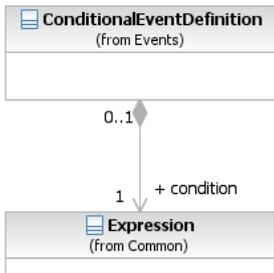 ConditionalEventDefinition
(from Events)
0..1
1
+ condition
Expression
(from Common)